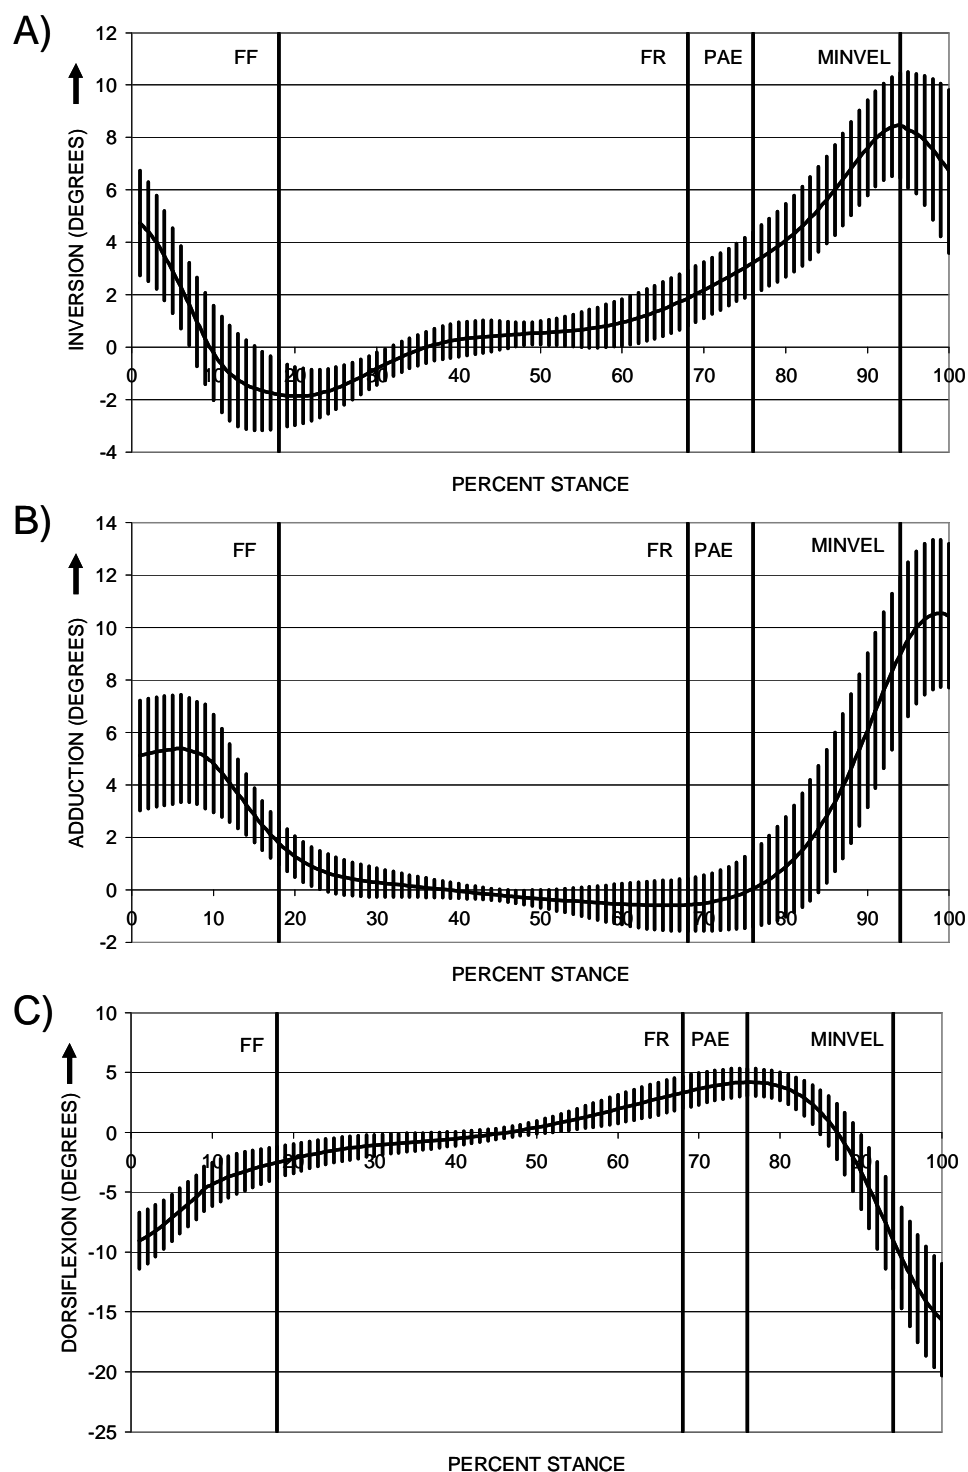 A)
12
10
8
6
4
2
0
-2
-4
INVERSION (DEGREES)
FF FR PAE MINVEL
0 10 20 30 40 50 60 70 80 90 100
PERCENT STANCE
B)
14
12
10
8
6
4
2
0
-2
ADDUCTION (DEGREES)
FF FR PAE MINVEL
0 10 20 30 40 50 60 70 80 90 100
PERCENT STANCE
C)
10
5
0
-5
-10
-15
-20
-25
DORSIFLEXION (DEGREES)
FF FR PAE MINVEL
0 10 20 30 40 50 60 70 80 90 100
PERCENT STANCE